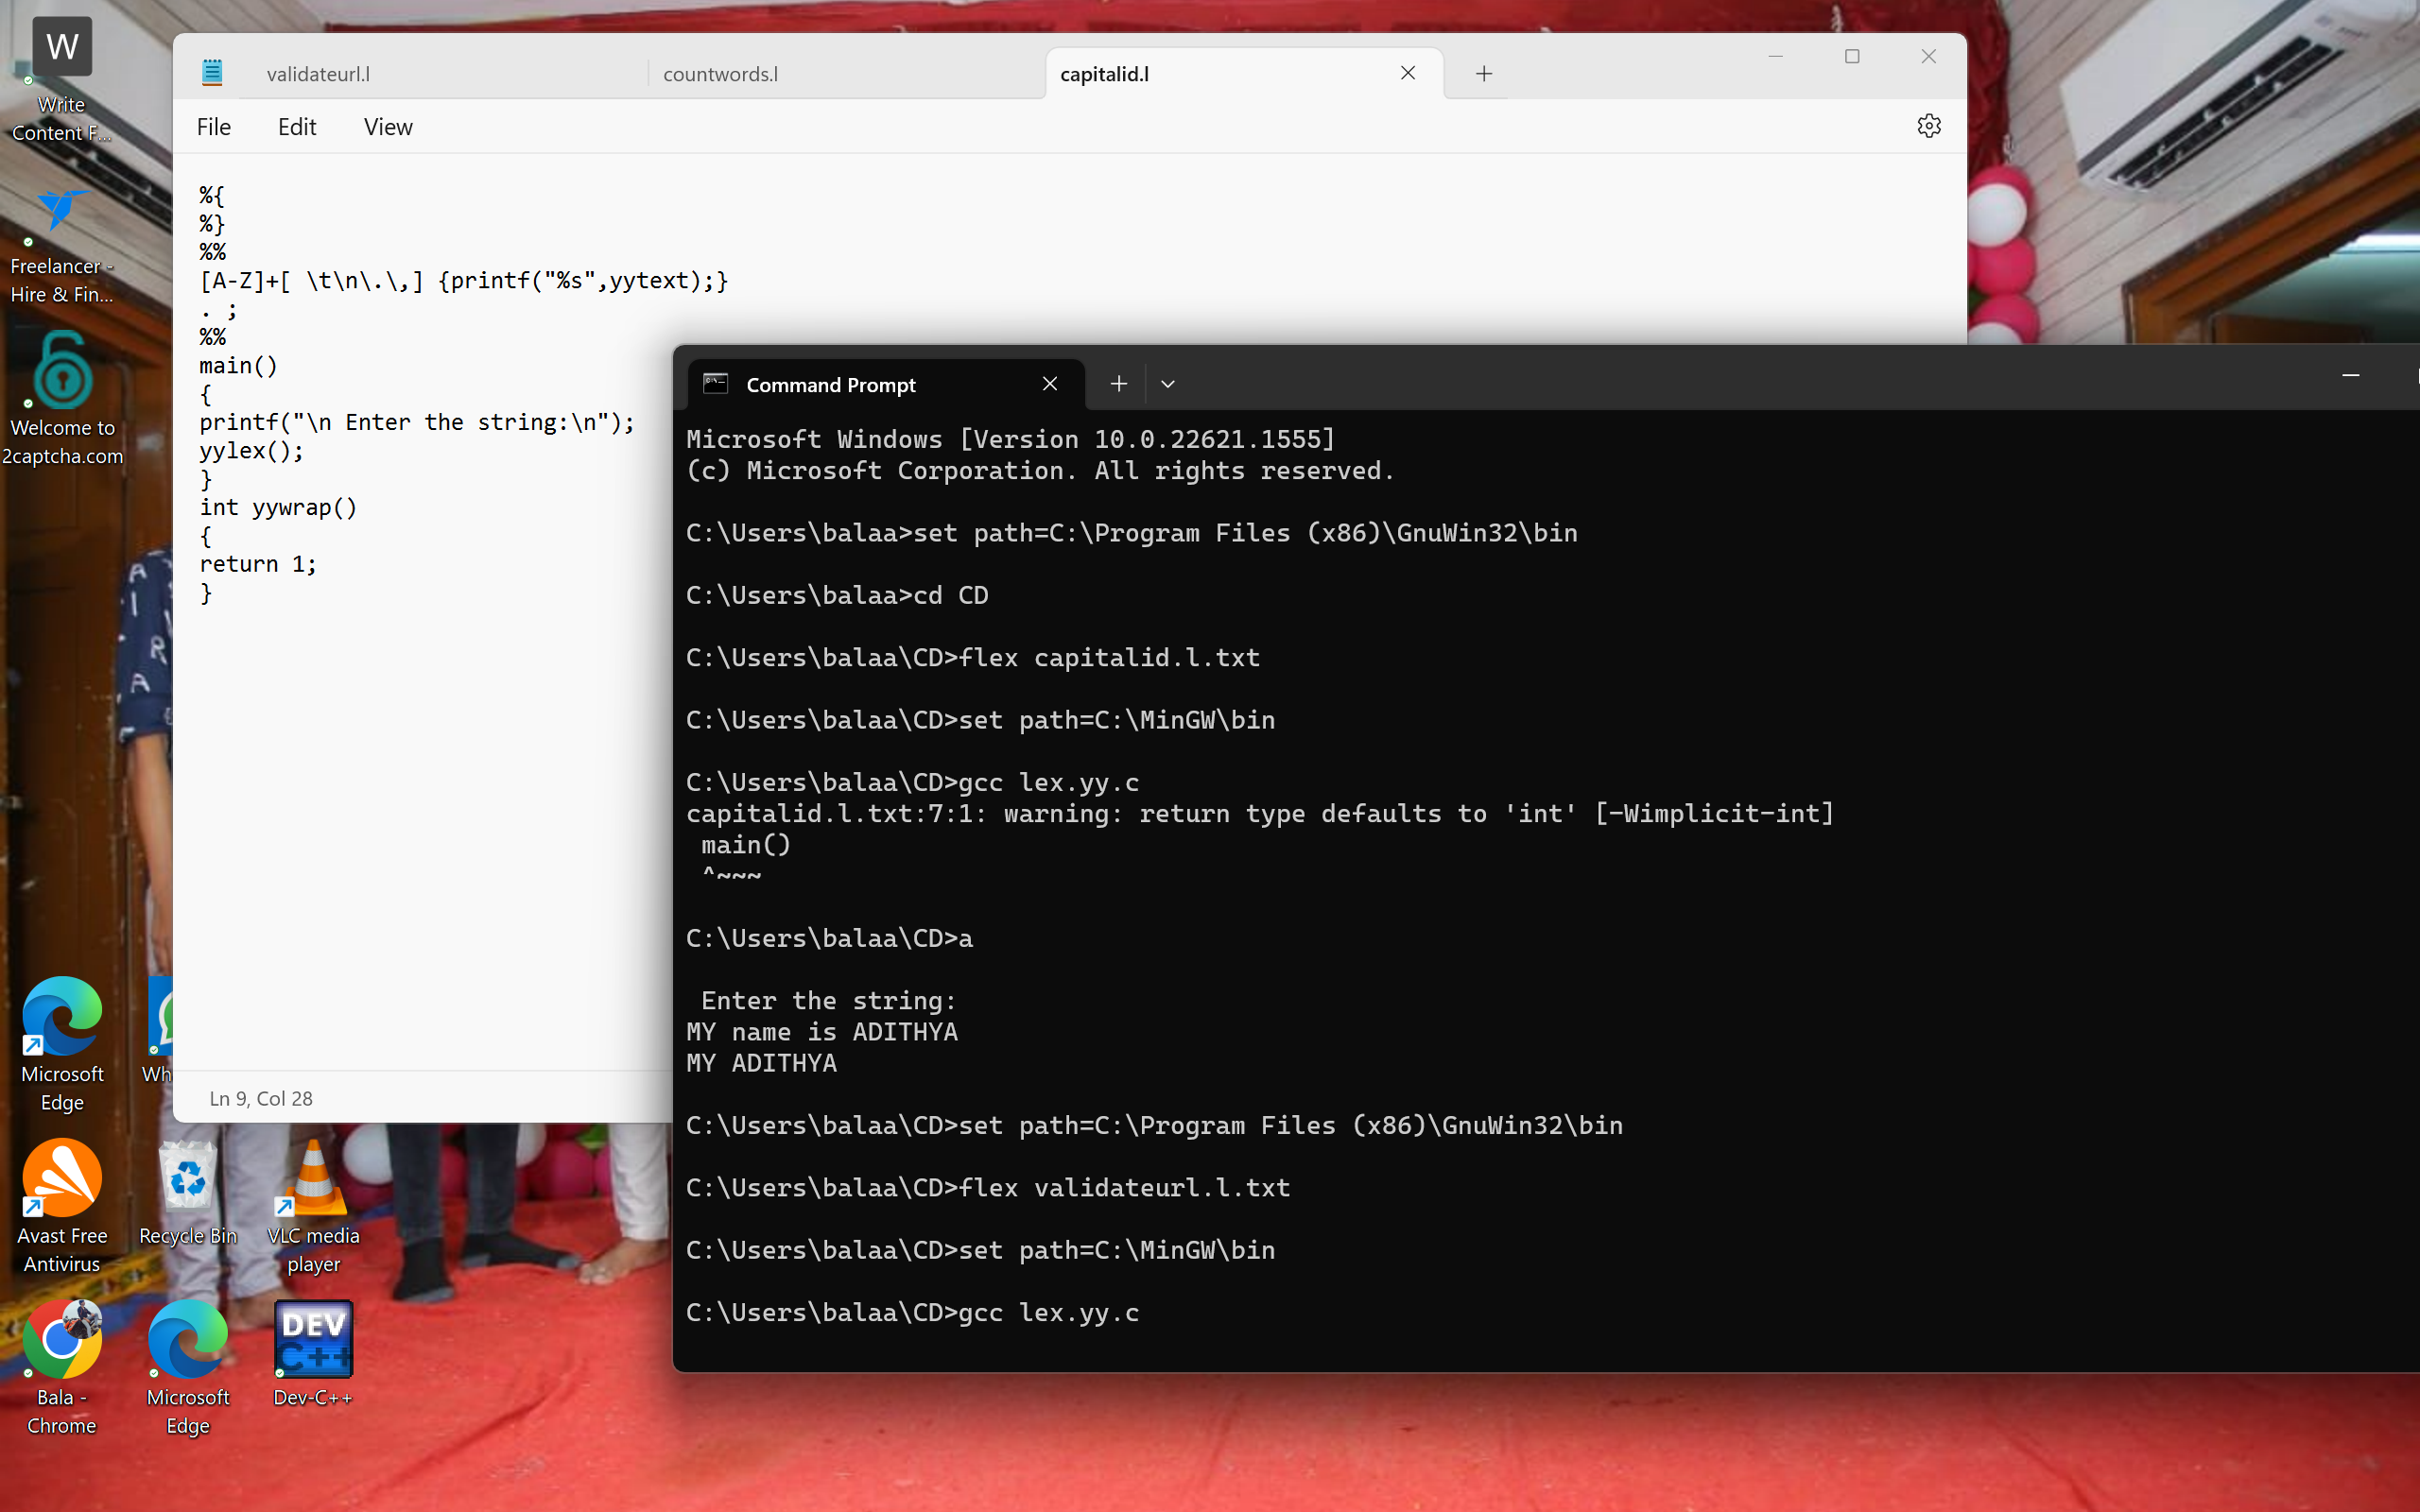 W
Write
Content F...
Freelancer -
Hire & Fin...
Welcome to
2captcha.com
Microsoft
Edge
Wh
Avast Free
Antivirus
Recycle Bin
VLC media
player
Bala -
Chrome
Microsoft
Edge
DEV
C++
Dev-C++
validateurl.l
countwords.l
capitalid.l
File
Edit
View
%{
%}
%%
[A-Z]+[ \t\n\.\,] {printf("%s",yytext);}
. ;
%%
main()
{
printf("\n Enter the string:\n");
yylex();
}
int yywrap()
{
return 1;
}
Ln 9, Col 28
Command Prompt
Microsoft Windows [Version 10.0.22621.1555]
(c) Microsoft Corporation. All rights reserved.
C:\Users\balaa>set path=C:\Program Files (x86)\GnuWin32\bin
C:\Users\balaa>cd CD
C:\Users\balaa\CD>flex capitalid.l.txt
C:\Users\balaa\CD>set path=C:\MinGW\bin
C:\Users\balaa\CD>gcc lex.yy.c
capitalid.l.txt:7:1: warning: return type defaults to 'int' [-Wimplicit-int]
 main()
 ^~~~
C:\Users\balaa\CD>a
 Enter the string:
MY name is ADITHYA
MY ADITHYA
C:\Users\balaa\CD>set path=C:\Program Files (x86)\GnuWin32\bin
C:\Users\balaa\CD>flex validateurl.l.txt
C:\Users\balaa\CD>set path=C:\MinGW\bin
C:\Users\balaa\CD>gcc lex.yy.c